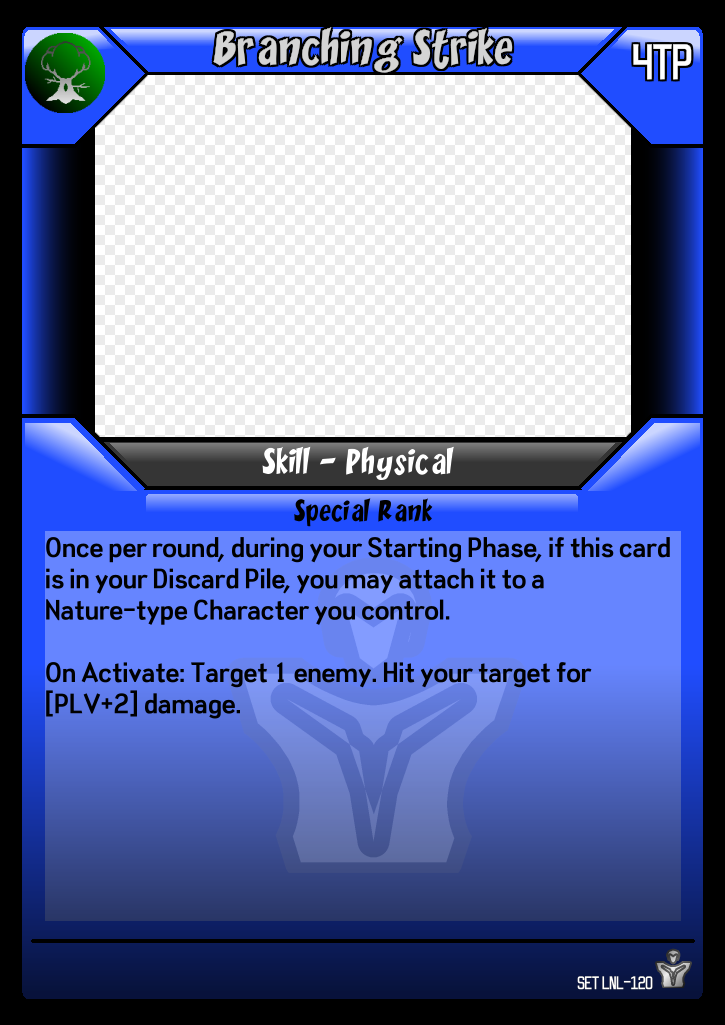 Branching Strike
4TP
Skill - Physical
Special Rank
Once per round, during your Starting Phase, if this card
is in your Discard Pile, you may attach it to a
Nature-type Character you control.
On Activate: Target 1 enemy. Hit your target for
[PLV+2] damage.
SET LNL-120